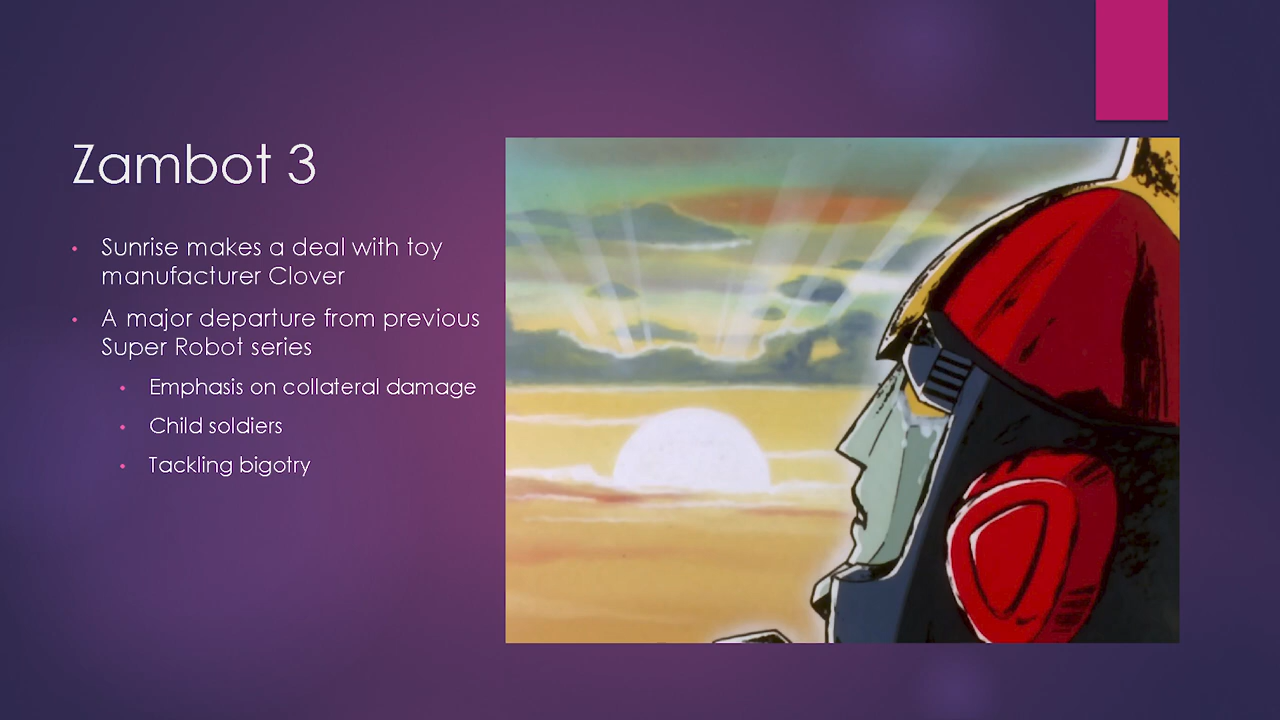 Zambot 3
• Sunrise makes a deal with toy
manufacturer Clover
• A major departure from previous
Super Robot series
• Emphasis on collateral damage
• Child soldiers
• Tackling bigotry